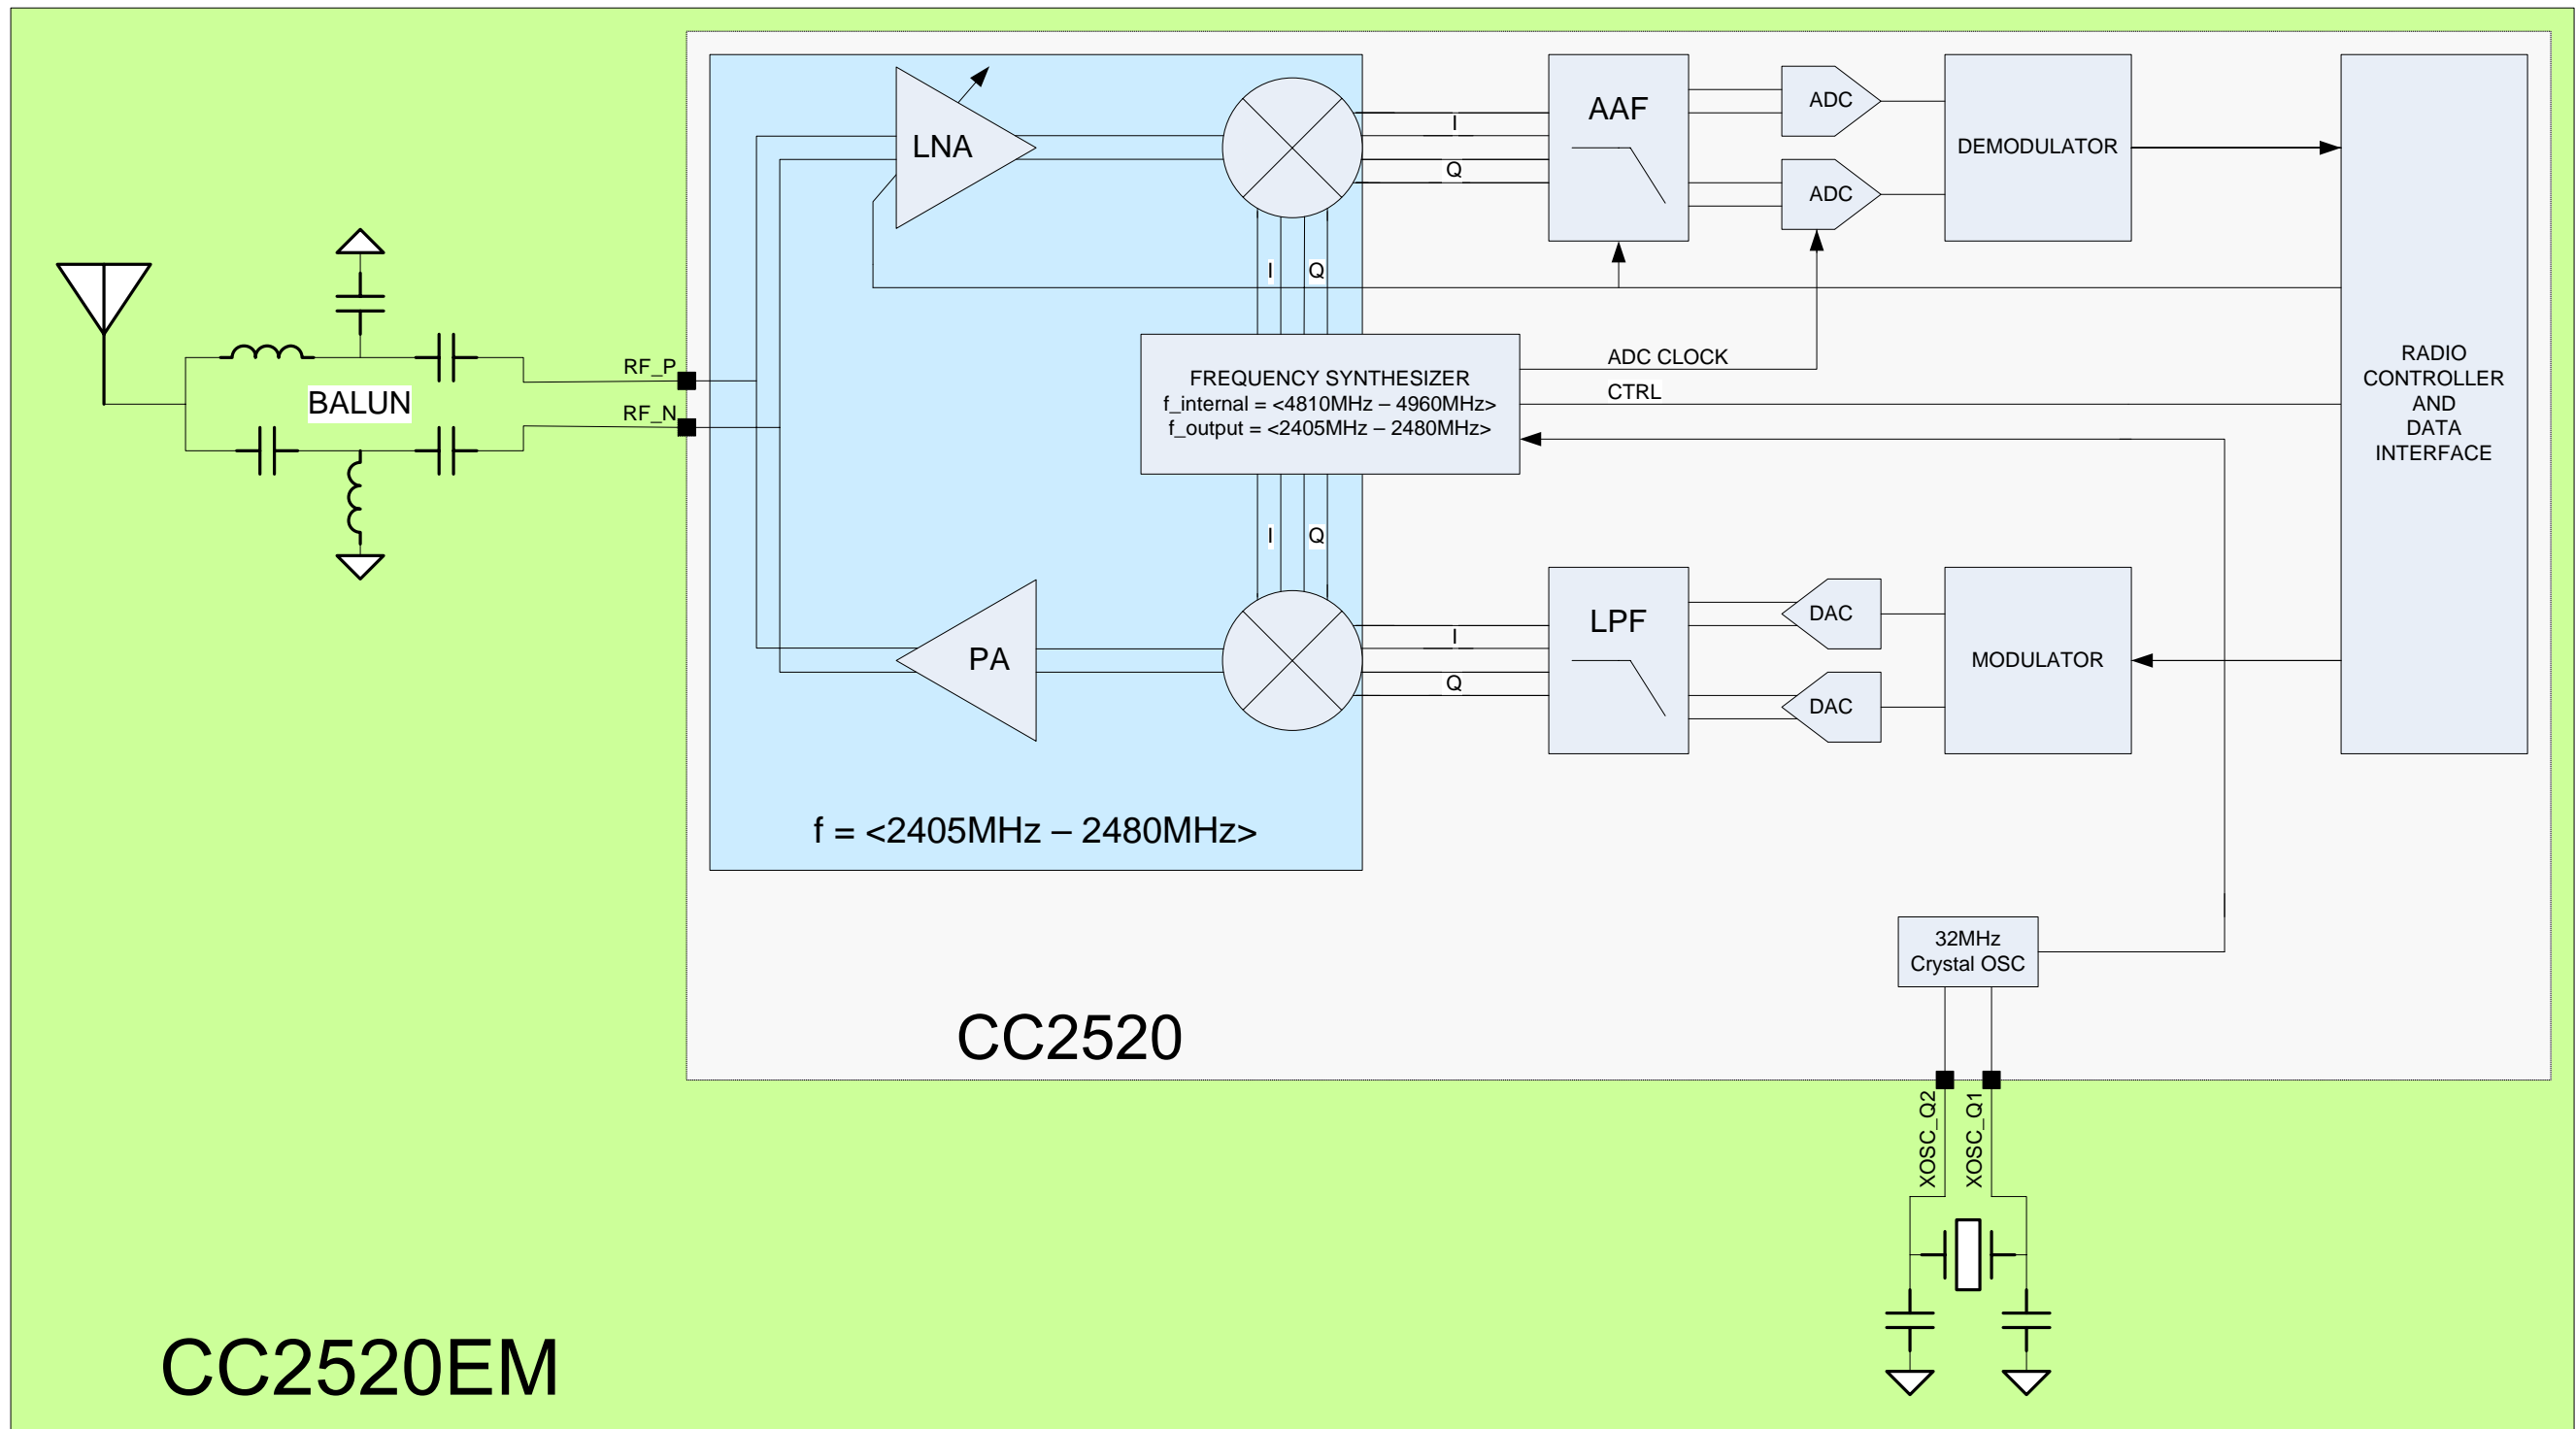 LNA
I
Q
AAF
ADC
ADC
DEMODULATOR
I
Q
RF_P
BALUN
RF_N
FREQUENCY SYNTHESIZER
f_internal = <4810MHz – 4960MHz>
f_output = <2405MHz – 2480MHz>
ADC CLOCK
CTRL
RADIO
CONTROLLER
AND
DATA
INTERFACE
I
Q
PA
I
Q
LPF
DAC
DAC
MODULATOR
f = <2405MHz – 2480MHz>
32MHz
Crystal OSC
CC2520
XOSC_Q2
XOSC_Q1
CC2520EM